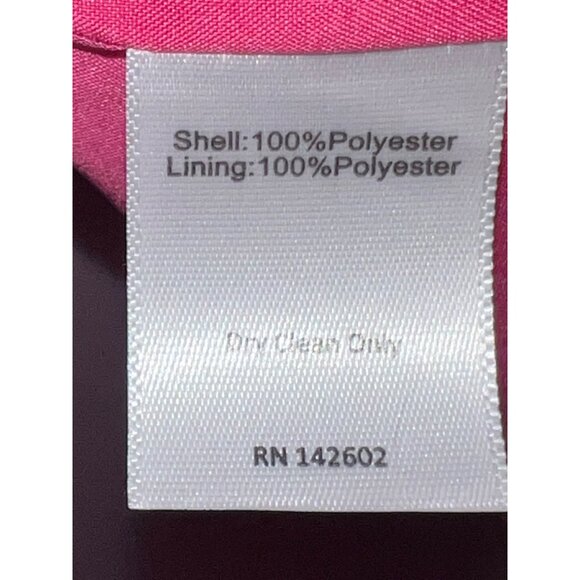 Shell:100%Polyester
Lining:100%Polyester
Dry Clean Only
RN 142602